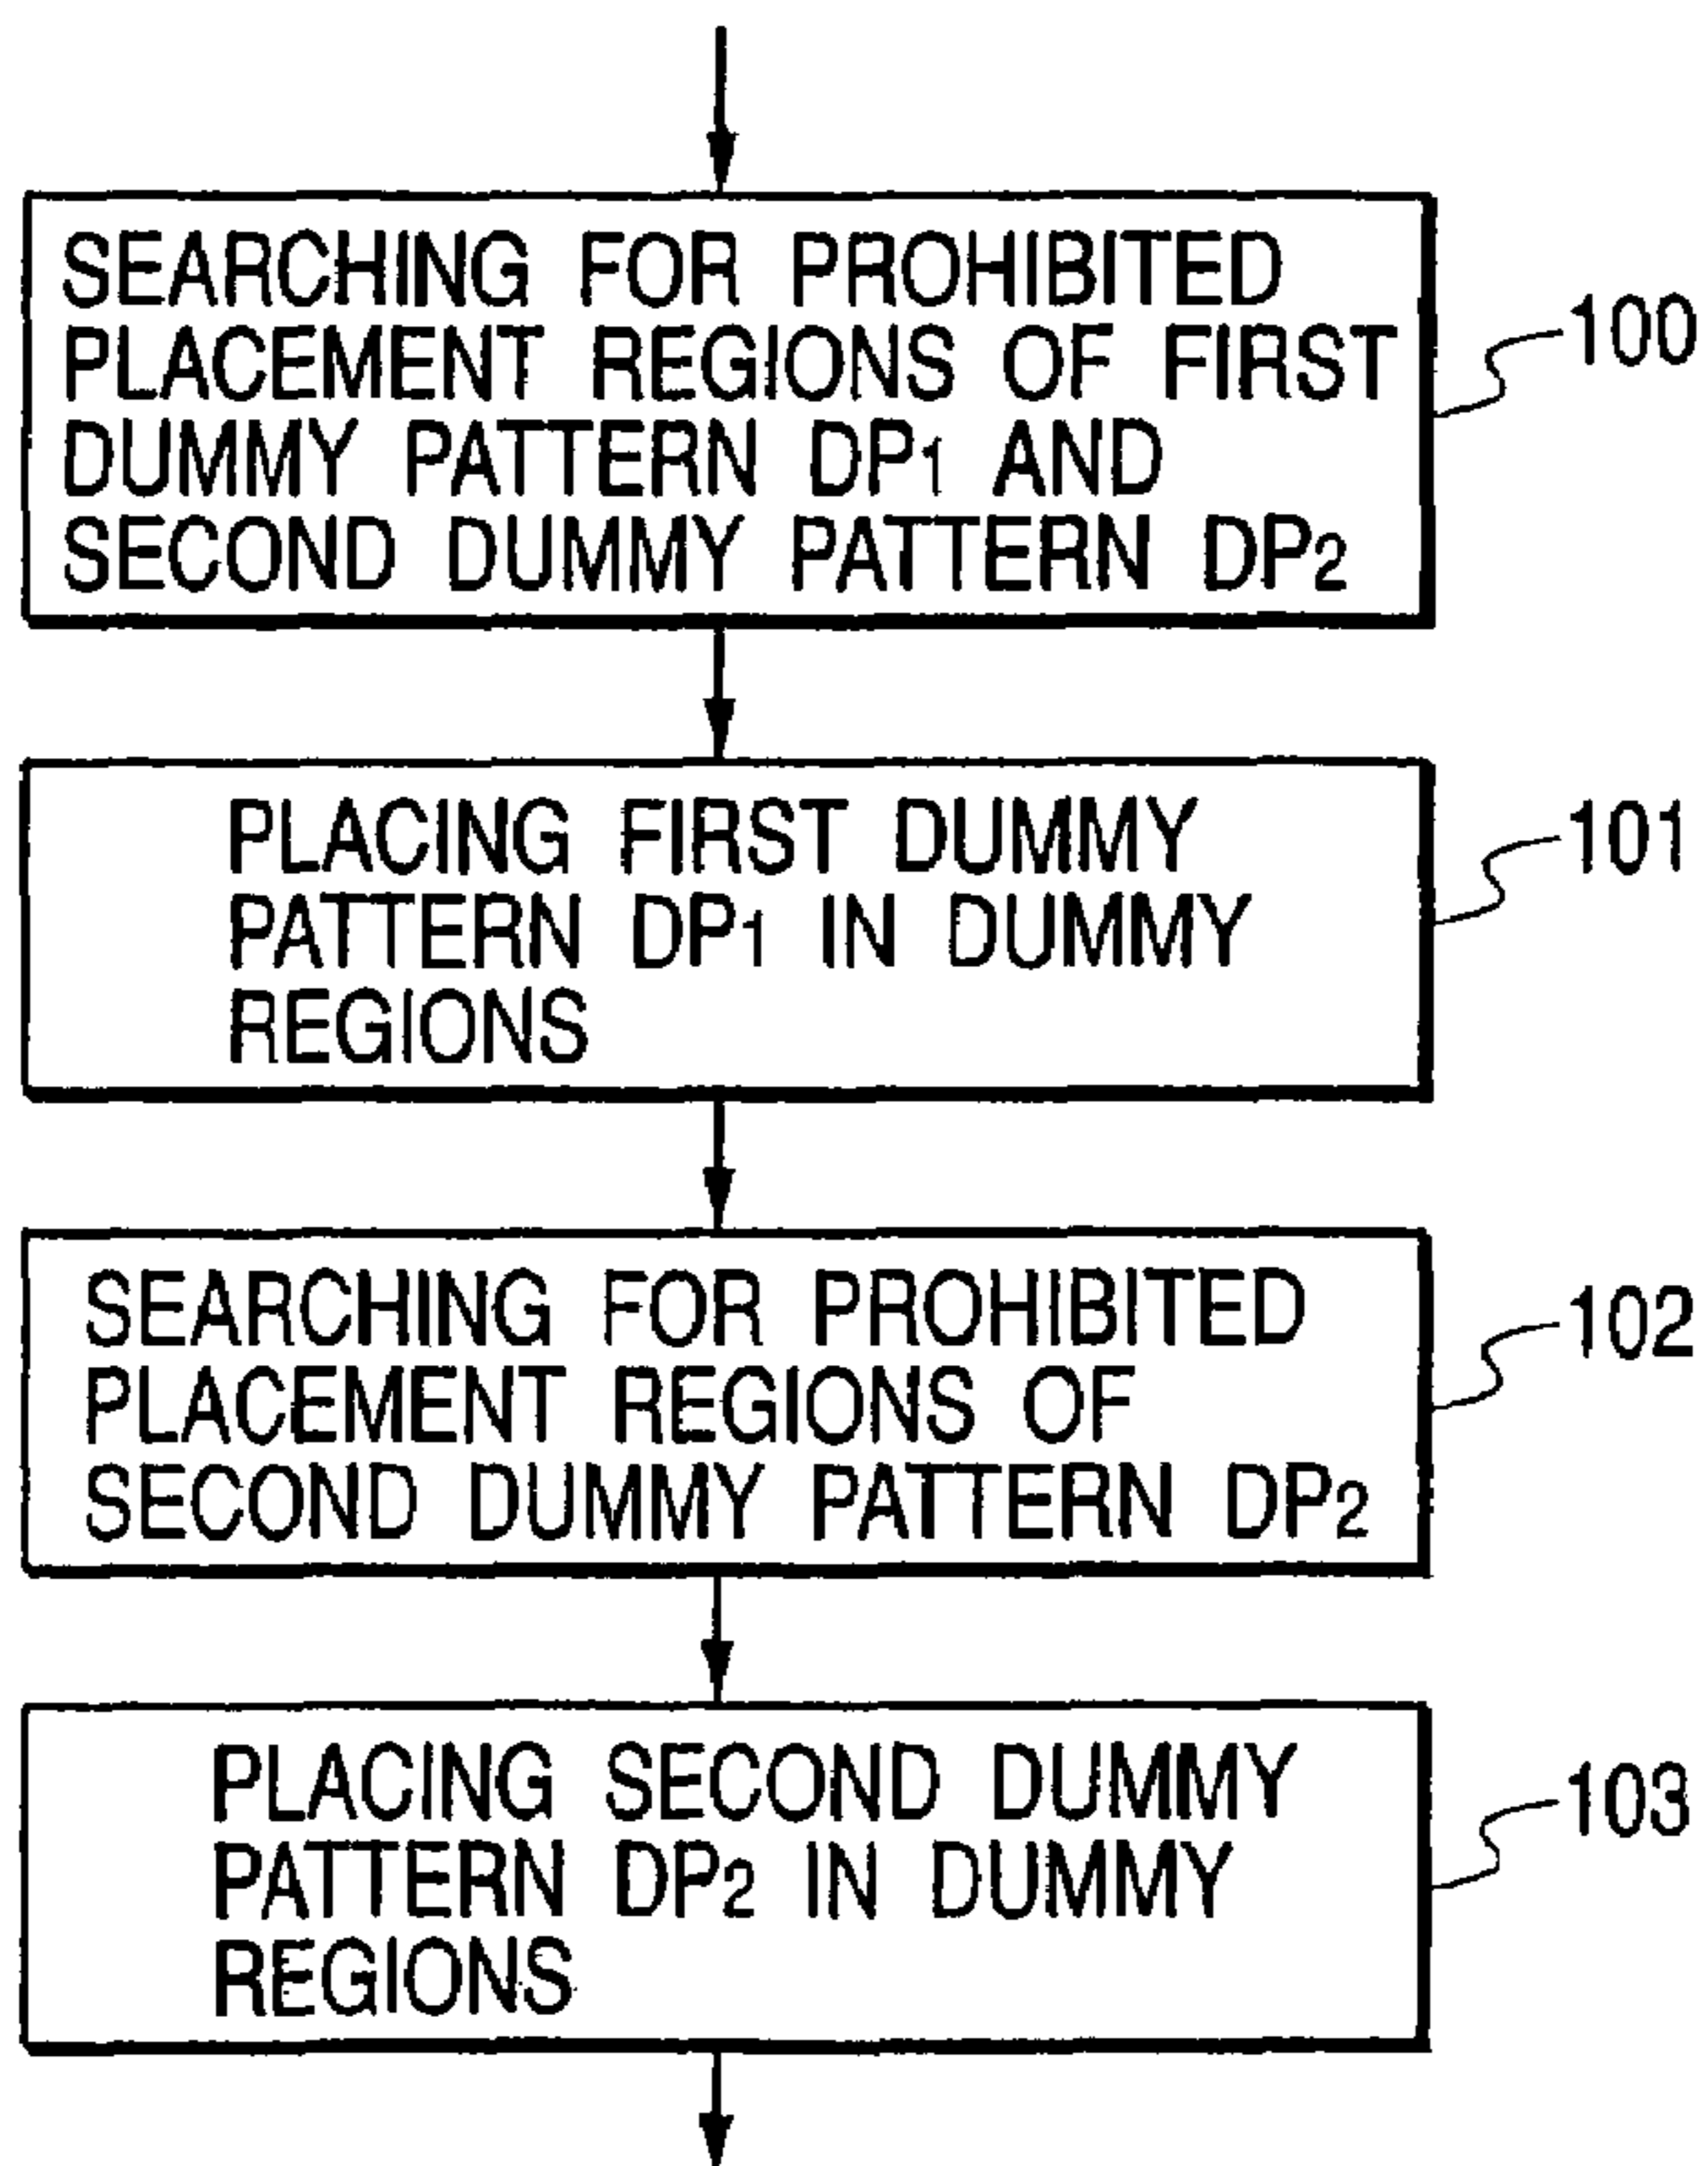 SEARCHING FOR PROHIBITED
PLACEMENT REGIONS OF FIRST
DUMMY PATTERN DP1 AND
SECOND DUMMY PATTERN DP2
100
PLACING FIRST DUMMY
PATTERN DP1 IN DUMMY
REGIONS
101
SEARCHING FOR PROHIBITED
PLACEMENT REGIONS OF
SECOND DUMMY PATTERN DP2
102
PLACING SECOND DUMMY
PATTERN DP2 IN DUMMY
REGIONS
103